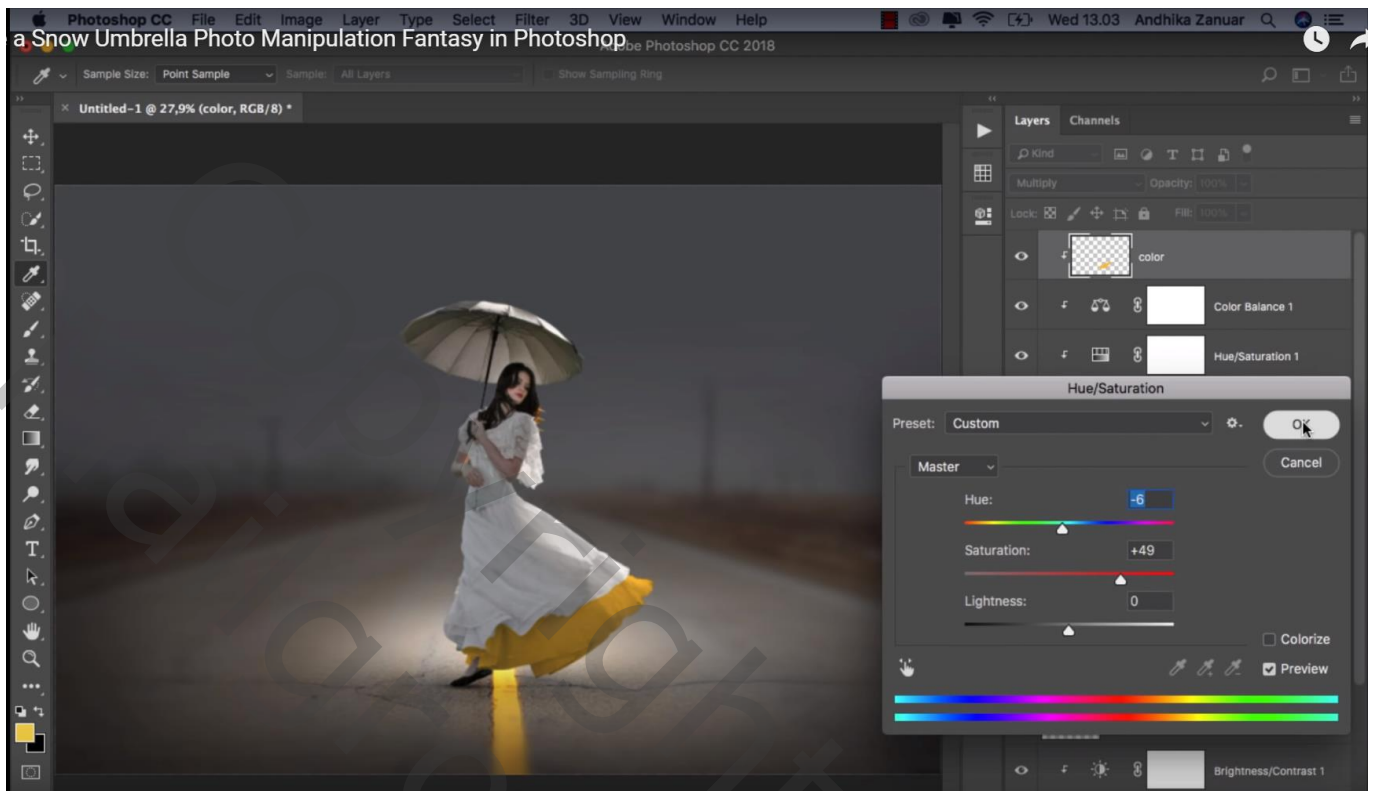 Photoshop CC File Edit Image Layer Type Select Filter 3D View Window Help Wed 13.03 Andhika Zanuar
a Snow Umbrella Photo Manipulation Fantasy in Photoshop
Adobe Photoshop CC 2018
Sample Size: Point Sample Sample: All Layers Show Sampling Ring
Untitled-1 @ 27,9% (color, RGB/8) *
Layers Channels
Kind
Multiply Opacity: 100%
Lock: Fill: 100%
color
Color Balance 1
Hue/Saturation 1
Hue/Saturation
Preset: Custom OK
Master Cancel
Hue: -6
Saturation: +49
Lightness: 0
Colorize
Preview
Brightness/Contrast 1